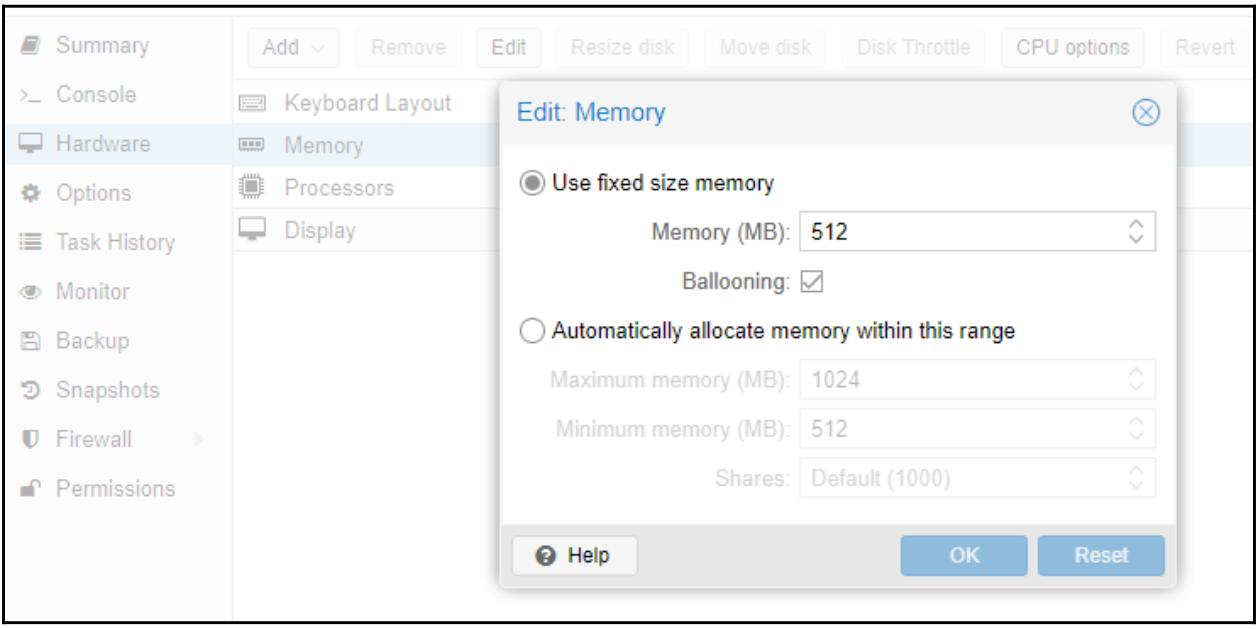 Summary
Console
Hardware
Options
Task History
Monitor
Backup
Snapshots
Firewall
Permissions
Add Remove Edit Resize disk Move disk Disk Throttle CPU options Revert
Keyboard Layout
Memory
Processors
Display
Edit: Memory
Use fixed size memory
Memory (MB): 512
Ballooning:
Automatically allocate memory within this range
Maximum memory (MB): 1024
Minimum memory (MB): 512
Shares: Default (1000)
Help OK Reset